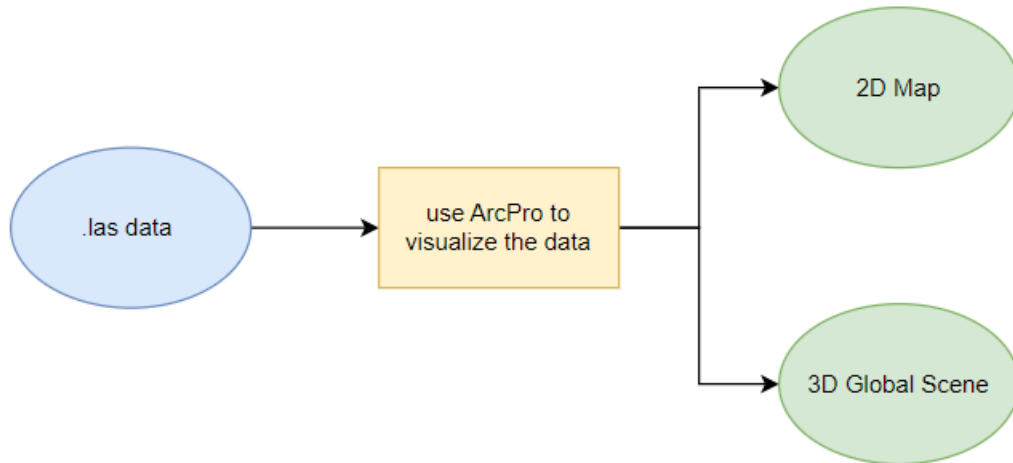 .las data
use ArcPro to
visualize the data
2D Map
3D Global Scene